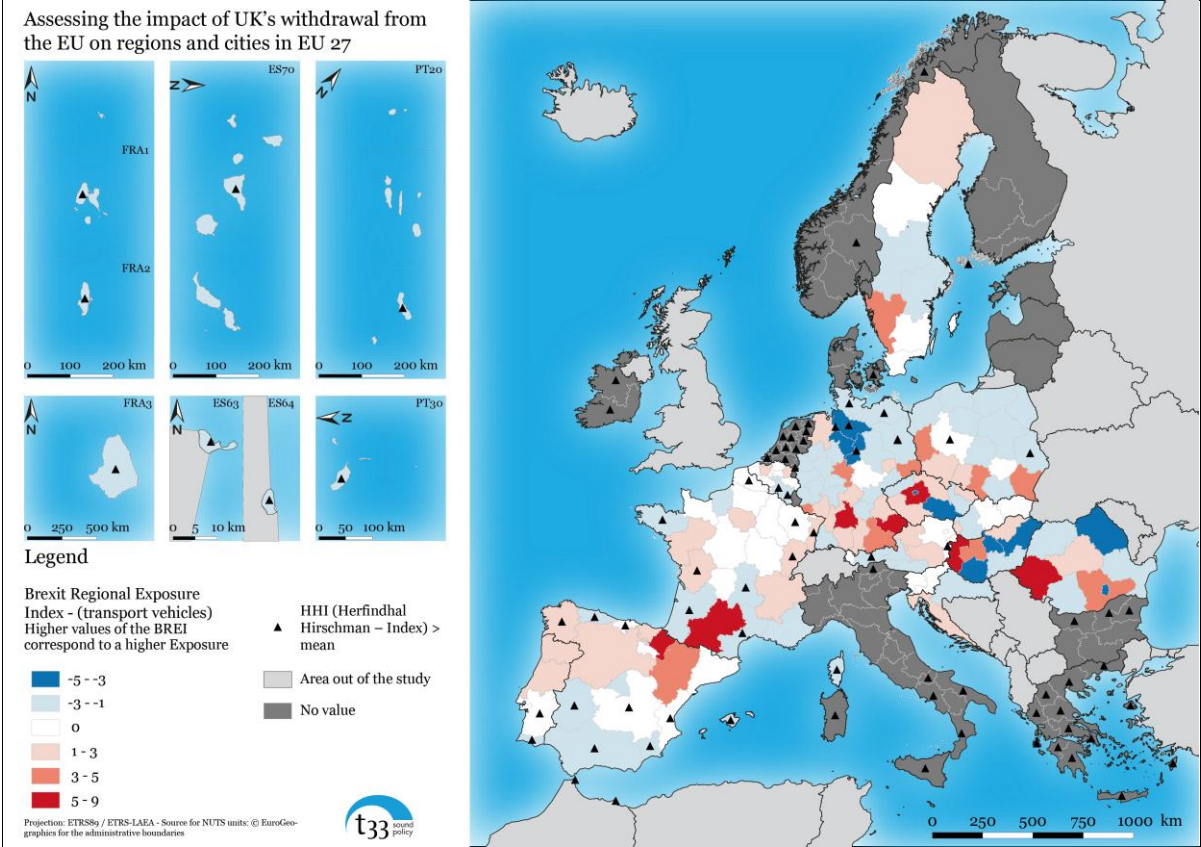 Assessing the impact of UK's withdrawal from
the EU on regions and cities in EU 27
N
FRA1
FRA2
0 100 200 km
N
ES70
0 100 200 km
N
PT20
0 100 200 km
N
FRA3
0 250 500 km
N
ES63
ES64
0 5 10 km
N
PT30
0 50 100 km
Legend
Brexit Regional Exposure
Index - (transport vehicles)
Higher values of the BREI
correspond to a higher Exposure
-5 - -3
-3 - -1
0
1 - 3
3 - 5
5 - 9
HHI (Herfindhal
Hirschman – Index) >
mean
Area out of the study
No value
Projection: ETRS89 / ETRS-LAEA - Source for NUTS units: © EuroGeo-
graphics for the administrative boundaries
t33 sound
policy
0 250 500 750 1000 km